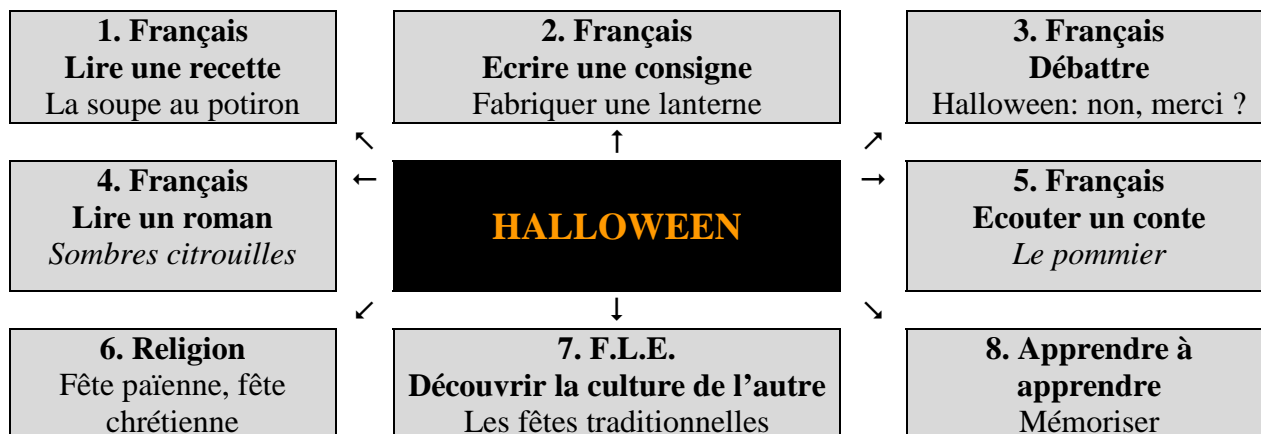 1. Français
Lire une recette
La soupe au potiron
2. Français
Ecrire une consigne
Fabriquer une lanterne
3. Français
Débattre
Halloween: non, merci ?
4. Français
Lire un roman
Sombres citrouilles
HALLOWEEN
5. Français
Ecouter un conte
Le pommier
6. Religion
Fête païenne, fête
chrétienne
7. F.L.E.
Découvrir la culture de l'autre
Les fêtes traditionnelles
8. Apprendre à
apprendre
Mémoriser